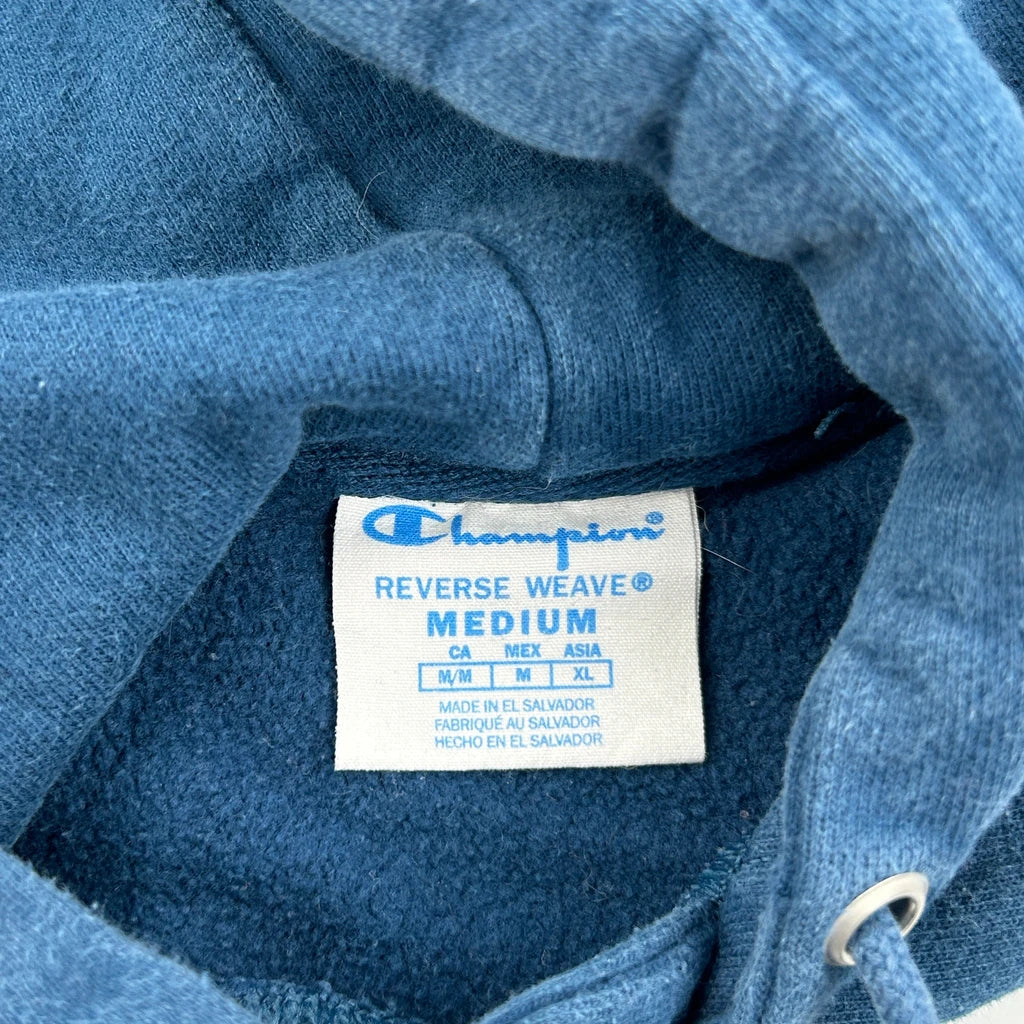 Champion®
REVERSE WEAVE®
MEDIUM
CA MEX ASIA
M/M M XL
MADE IN EL SALVADOR
FABRIQUÉ AU SALVADOR
HECHO EN EL SALVADOR